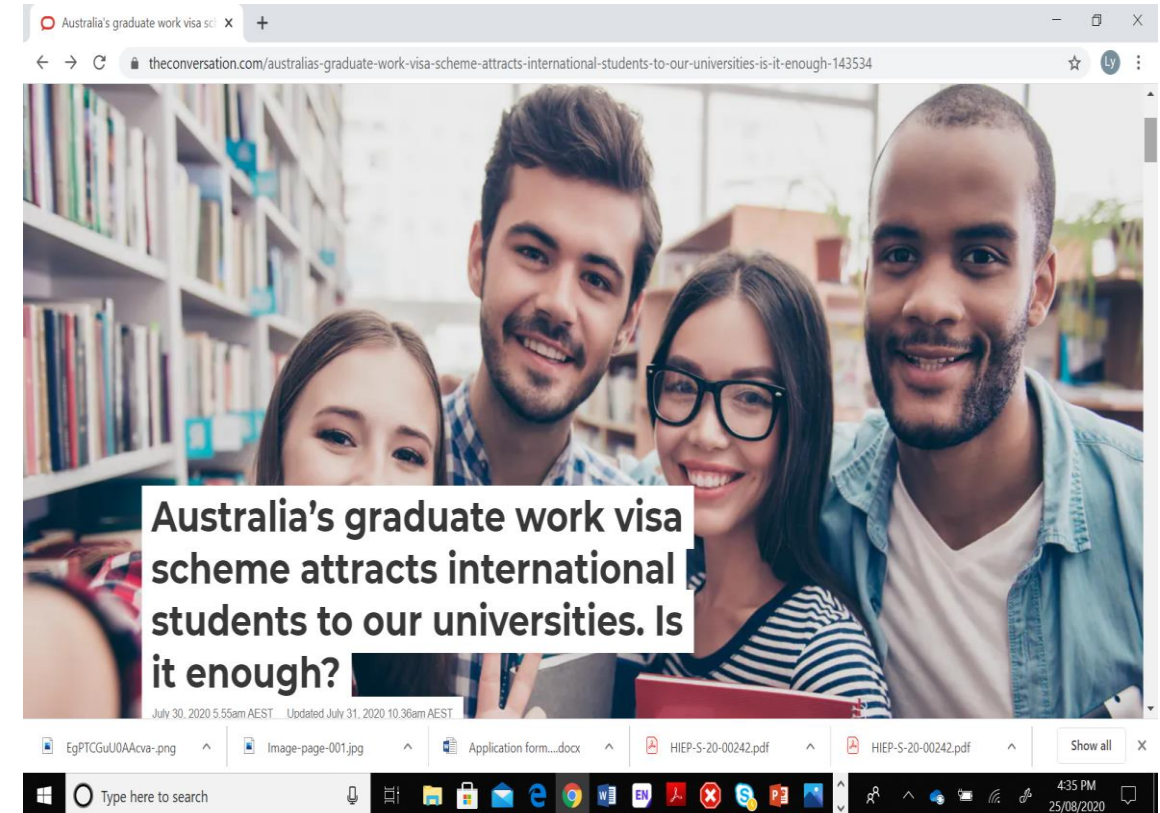 Australia's graduate work visa sc
theconversation.com/australias-graduate-work-visa-scheme-attracts-international-students-to-our-universities-is-it-enough-143534
Ly
Australia's graduate work visa
scheme attracts international
students to our universities. Is
it enough?
July 30, 2020 5.55am AEST Updated July 31, 2020 10.36am AEST
EgPTCGuU0AAcva-.png
Image-page-001.jpg
Application form....docx
HIEP-S-20-00242.pdf
HIEP-S-20-00242.pdf
Show all
Type here to search
EN
4:35 PM
25/08/2020